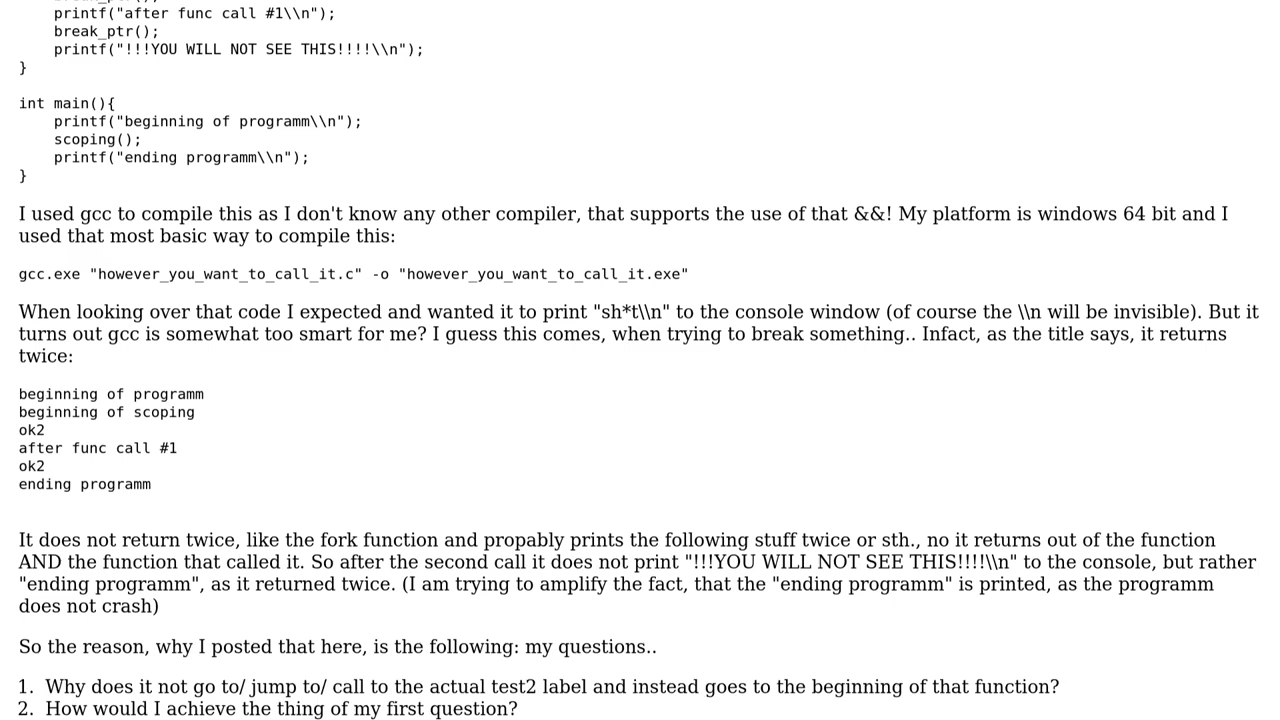 printf("after func call #1\\n");
    break_ptr();
    printf("!!!YOU WILL NOT SEE THIS!!!!\\n");
}
int main(){
    printf("beginning of programm\\n");
    scoping();
    printf("ending programm\\n");
}
I used gcc to compile this as I don't know any other compiler, that supports the use of that &&! My platform is windows 64 bit and I
used that most basic way to compile this:
gcc.exe "however_you_want_to_call_it.c" -o "however_you_want_to_call_it.exe"
When looking over that code I expected and wanted it to print "sh*t\\n" to the console window (of course the \\n will be invisible). But it
turns out gcc is somewhat too smart for me? I guess this comes, when trying to break something.. Infact, as the title says, it returns
twice:
beginning of programm
beginning of scoping
ok2
after func call #1
ok2
ending programm
It does not return twice, like the fork function and propably prints the following stuff twice or sth., no it returns out of the function
AND the function that called it. So after the second call it does not print "!!!YOU WILL NOT SEE THIS!!!!\\n" to the console, but rather
"ending programm", as it returned twice. (I am trying to amplify the fact, that the "ending programm" is printed, as the programm
does not crash)
So the reason, why I posted that here, is the following: my questions..
1. Why does it not go to/ jump to/ call to the actual test2 label and instead goes to the beginning of that function?
2. How would I achieve the thing of my first question?